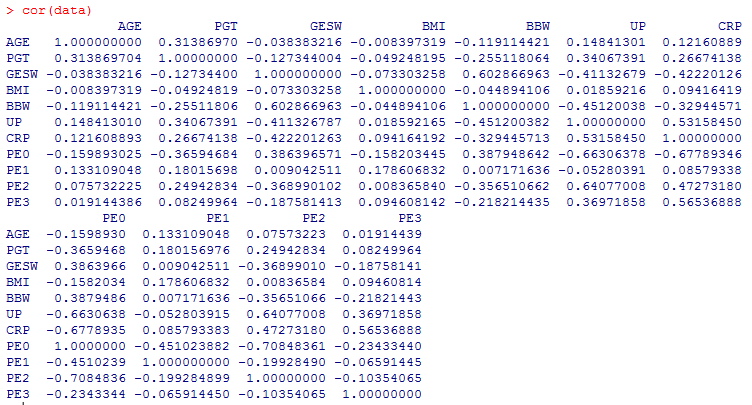 > cor(data)
AGE PGT GESW BMI BBW UP CRP
AGE 1.000000000 0.31386970 -0.038383216 -0.008397319 -0.119114421 0.14841301 0.12160889
PGT 0.313869704 1.00000000 -0.127344004 -0.049248195 -0.255118064 0.34067391 0.26674138
GESW -0.038383216 -0.12734400 1.000000000 -0.073303258 0.602866963 -0.41132679 -0.42220126
BMI -0.008397319 -0.04924819 -0.073303258 1.000000000 -0.044894106 0.01859216 0.09416419
BBW -0.119114421 -0.25511806 0.602866963 -0.044894106 1.000000000 -0.45120038 -0.32944571
UP 0.148413010 0.34067391 -0.411326787 0.018592165 -0.451200382 1.00000000 0.53158450
CRP 0.121608893 0.26674138 -0.422201263 0.094164192 -0.329445713 0.53158450 1.00000000
PE0 -0.159893025 -0.36594684 0.386396571 -0.158203445 0.387948642 -0.66306378 -0.67789346
PE1 0.133109048 0.18015698 0.009042511 0.178606832 0.007171636 -0.05280391 0.08579338
PE2 0.075732225 0.24942834 -0.368990102 0.008365840 -0.356510662 0.64077008 0.47273180
PE3 0.019144386 0.08249964 -0.187581413 0.094608142 -0.218214435 0.36971858 0.56536888
PE0 PE1 PE2 PE3
AGE -0.1598930 0.133109048 0.07573223 0.01914439
PGT -0.3659468 0.180156976 0.24942834 0.08249964
GESW 0.3863966 0.009042511 -0.36899010 -0.18758141
BMI -0.1582034 0.178606832 0.00836584 0.09460814
BBW 0.3879486 0.007171636 -0.35651066 -0.21821443
UP -0.6630638 -0.052803915 0.64077008 0.36971858
CRP -0.6778935 0.085793383 0.47273180 0.56536888
PE0 1.0000000 -0.451023882 -0.70848361 -0.23433440
PE1 -0.4510239 1.000000000 -0.19928490 -0.06591445
PE2 -0.7084836 -0.199284899 1.00000000 -0.10354065
PE3 -0.2343344 -0.065914450 -0.10354065 1.00000000